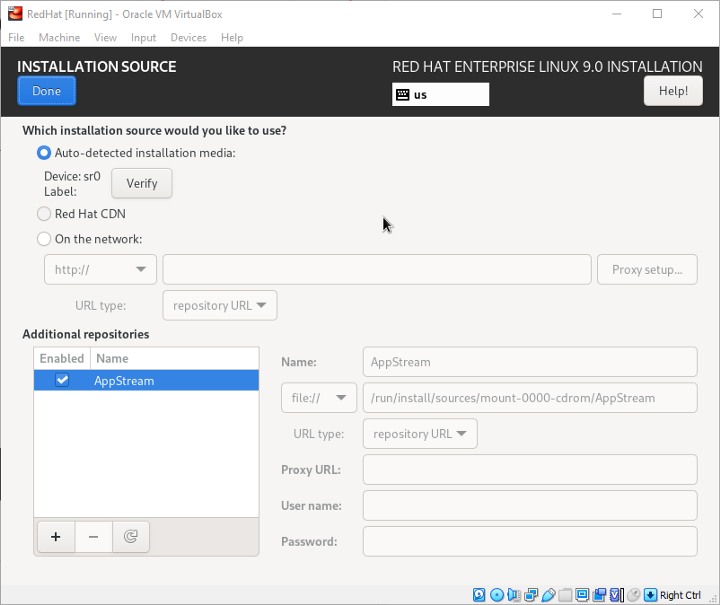 RedHat [Running] - Oracle VM VirtualBox
File Machine View Input Devices Help
INSTALLATION SOURCE
RED HAT ENTERPRISE LINUX 9.0 INSTALLATION
Done
us
Help!
Which installation source would you like to use?
Auto-detected installation media:
Device: sr0
Label:
Verify
Red Hat CDN
On the network:
http://
Proxy setup...
URL type:
repository URL
Additional repositories
Enabled Name
AppStream
Name:
AppStream
file://
/run/install/sources/mount-0000-cdrom/AppStream
URL type:
repository URL
Proxy URL:
User name:
Password:
Right Ctrl